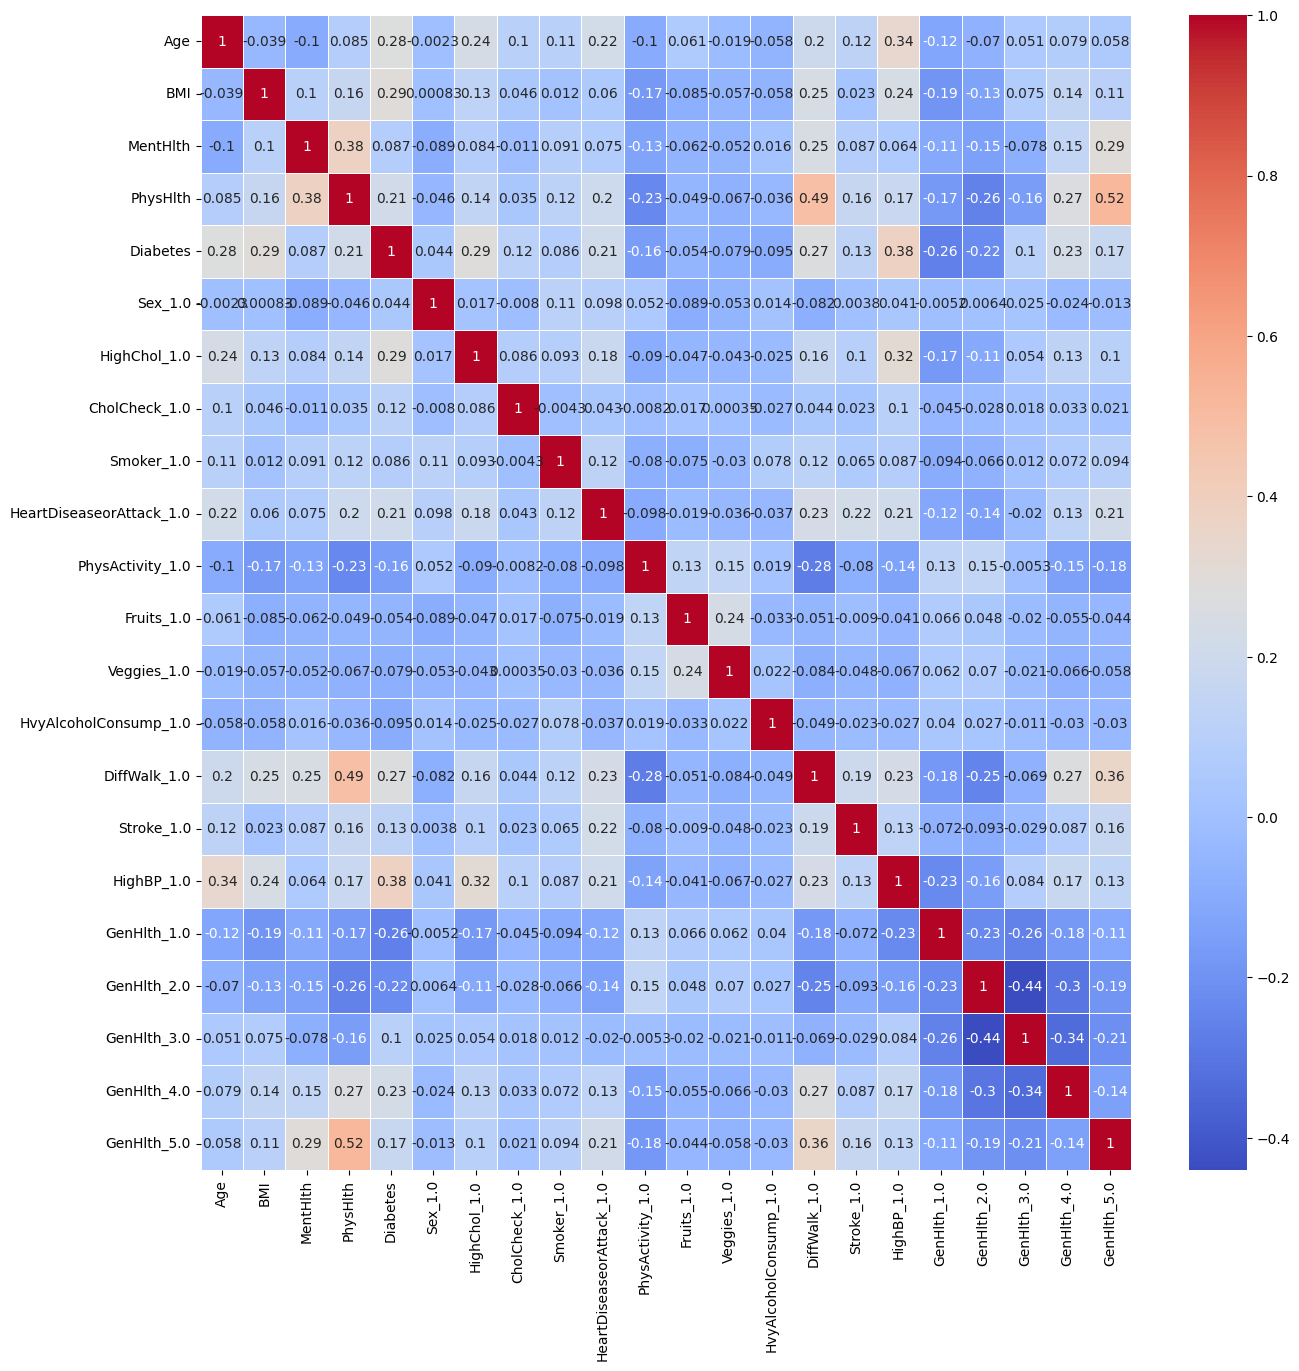 Age 1 -0.039 -0.1 0.085 0.28 -0.0023 0.24 0.1 0.11 0.22 -0.1 0.061 -0.019 -0.058 0.2 0.12 0.34 -0.12 -0.07 0.051 0.079 0.058
BMI -0.039 1 0.1 0.16 0.29 0.00083 0.13 0.046 0.012 0.06 -0.17 -0.085 -0.057 -0.058 0.25 0.023 0.24 -0.19 -0.13 0.075 0.14 0.11
MentHlth -0.1 0.1 1 0.38 0.087 -0.089 0.084 -0.011 0.091 0.075 -0.13 -0.062 -0.052 0.016 0.25 0.087 0.064 -0.11 -0.15 -0.078 0.15 0.29
PhysHlth 0.085 0.16 0.38 1 0.21 -0.046 0.14 0.035 0.12 0.2 -0.23 -0.049 -0.067 -0.036 0.49 0.16 0.17 -0.17 -0.26 -0.16 0.27 0.52
Diabetes 0.28 0.29 0.087 0.21 1 0.044 0.29 0.12 0.086 0.21 -0.16 -0.054 -0.079 -0.095 0.27 0.13 0.38 -0.26 -0.22 0.1 0.23 0.17
Sex_1.0 -0.0023 0.00083 -0.089 -0.046 0.044 1 0.017 -0.008 0.11 0.098 0.052 -0.089 -0.053 0.014 -0.082 0.0038 0.041 -0.0052 0.0064 0.025 -0.024 -0.013
HighChol_1.0 0.24 0.13 0.084 0.14 0.29 0.017 1 0.086 0.093 0.18 -0.09 -0.047 -0.043 -0.025 0.16 0.1 0.32 -0.17 -0.11 0.054 0.13 0.1
CholCheck_1.0 0.1 0.046 -0.011 0.035 0.12 -0.008 0.086 1 -0.0043 0.043 -0.0082 0.017 0.00035 -0.027 0.044 0.023 0.1 -0.045 -0.028 0.018 0.033 0.021
Smoker_1.0 0.11 0.012 0.091 0.12 0.086 0.11 0.093 -0.0043 1 0.12 -0.08 -0.075 -0.03 0.078 0.12 0.065 0.087 -0.094 -0.066 0.012 0.072 0.094
HeartDiseaseorAttack_1.0 0.22 0.06 0.075 0.2 0.21 0.098 0.18 0.043 0.12 1 -0.098 -0.019 -0.036 -0.037 0.23 0.22 0.21 -0.12 -0.14 -0.02 0.13 0.21
PhysActivity_1.0 -0.1 -0.17 -0.13 -0.23 -0.16 0.052 -0.09 -0.0082 -0.08 -0.098 1 0.13 0.15 0.019 -0.28 -0.08 -0.14 0.13 0.15 -0.0053 -0.15 -0.18
Fruits_1.0 0.061 -0.085 -0.062 -0.049 -0.054 -0.089 -0.047 0.017 -0.075 -0.019 0.13 1 0.24 -0.033 -0.051 -0.009 -0.041 0.066 0.048 -0.02 -0.055 -0.044
Veggies_1.0 -0.019 -0.057 -0.052 -0.067 -0.079 -0.053 -0.043 0.00035 -0.03 -0.036 0.15 0.24 1 0.022 -0.084 -0.048 -0.067 0.062 0.07 -0.021 -0.066 -0.058
HvyAlcoholConsump_1.0 -0.058 -0.058 0.016 -0.036 -0.095 0.014 -0.025 -0.027 0.078 -0.037 0.019 -0.033 0.022 1 -0.049 -0.023 -0.027 0.04 0.027 -0.011 -0.03 -0.03
DiffWalk_1.0 0.2 0.25 0.25 0.49 0.27 -0.082 0.16 0.044 0.12 0.23 -0.28 -0.051 -0.084 -0.049 1 0.19 0.23 -0.18 -0.25 -0.069 0.27 0.36
Stroke_1.0 0.12 0.023 0.087 0.16 0.13 0.0038 0.1 0.023 0.065 0.22 -0.08 -0.009 -0.048 -0.023 0.19 1 0.13 -0.072 -0.093 -0.029 0.087 0.16
HighBP_1.0 0.34 0.24 0.064 0.17 0.38 0.041 0.32 0.1 0.087 0.21 -0.14 -0.041 -0.067 -0.027 0.23 0.13 1 -0.23 -0.16 0.084 0.17 0.13
GenHlth_1.0 -0.12 -0.19 -0.11 -0.17 -0.26 -0.0052 -0.17 -0.045 -0.094 -0.12 0.13 0.066 0.062 0.04 -0.18 -0.072 -0.23 1 -0.23 -0.26 -0.18 -0.11
GenHlth_2.0 -0.07 -0.13 -0.15 -0.26 -0.22 0.0064 -0.11 -0.028 -0.066 -0.14 0.15 0.048 0.07 0.027 -0.25 -0.093 -0.16 -0.23 1 -0.44 -0.3 -0.19
GenHlth_3.0 0.051 0.075 -0.078 -0.16 0.1 0.025 0.054 0.018 0.012 -0.02 -0.0053 -0.02 -0.021 -0.011 -0.069 -0.029 0.084 -0.26 -0.44 1 -0.34 -0.21
GenHlth_4.0 0.079 0.14 0.15 0.27 0.23 -0.024 0.13 0.033 0.072 0.13 -0.15 -0.055 -0.066 -0.03 0.27 0.087 0.17 -0.18 -0.3 -0.34 1 -0.14
GenHlth_5.0 0.058 0.11 0.29 0.52 0.17 -0.013 0.1 0.021 0.094 0.21 -0.18 -0.044 -0.058 -0.03 0.36 0.16 0.13 -0.11 -0.19 -0.21 -0.14 1
Age
BMI
MentHlth
PhysHlth
Diabetes
Sex_1.0
HighChol_1.0
CholCheck_1.0
Smoker_1.0
HeartDiseaseorAttack_1.0
PhysActivity_1.0
Fruits_1.0
Veggies_1.0
HvyAlcoholConsump_1.0
DiffWalk_1.0
Stroke_1.0
HighBP_1.0
GenHlth_1.0
GenHlth_2.0
GenHlth_3.0
GenHlth_4.0
GenHlth_5.0
1.0
0.8
0.6
0.4
0.2
0.0
−0.2
−0.4